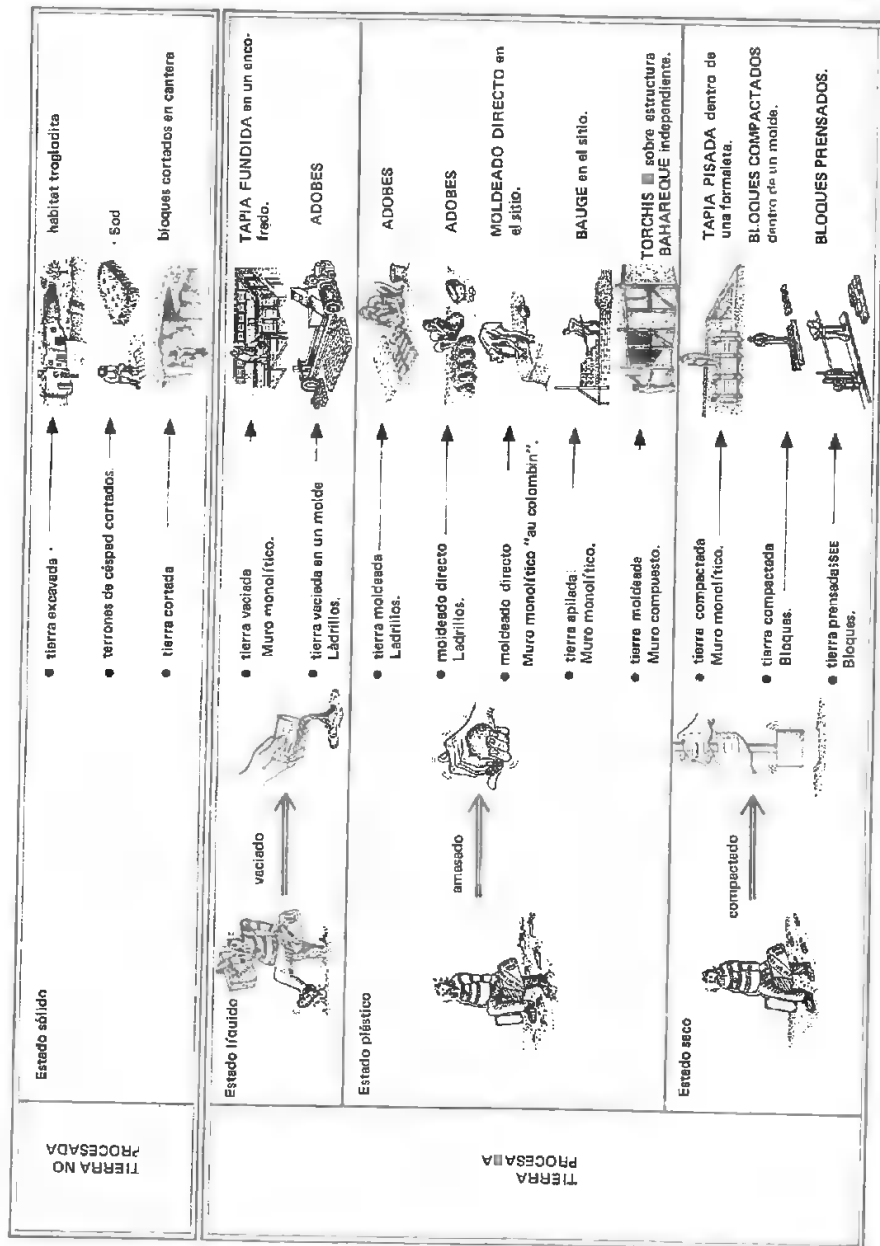 TIERRA NO
PROCESADA
Estado sólido
• tierra excavada
habitat troglodita
• terrones de césped cortados
Sod
• tierra cortada
bloques cortados en cantera
TIERRA
PROCESA A
Estado líquido
vaciado
• tierra vaciada
Muro monolítico.
TAPIA FUNDIDA en un enco-
frado.
• tierra vaciada en un molde
Ladrillos.
ADOBES
Estado plástico
amasado
• tierra moldeada
Ladrillos.
ADOBES
• moldeado directo
Ladrillos.
ADOBES
• moldeado directo
Muro monolítico "au colombin".
MOLDEADO DIRECTO en
el sitio.
• tierra apilada:
Muro monolítico.
BAUGE en el sitio.
• tierra moldeada
Muro compuesto.
TORCHIS sobre estructura
BAHAREQUE independiente.
Estado seco
compactado
• tierra compactada
Muro monolítico.
TAPIA PISADA dentro de
una formaleta.
• tierra compactada
Bloques.
BLOQUES COMPACTADOS
dentro de un molde.
• tierra prensadaSSEE
Bloques.
BLOQUES PRENSADOS.